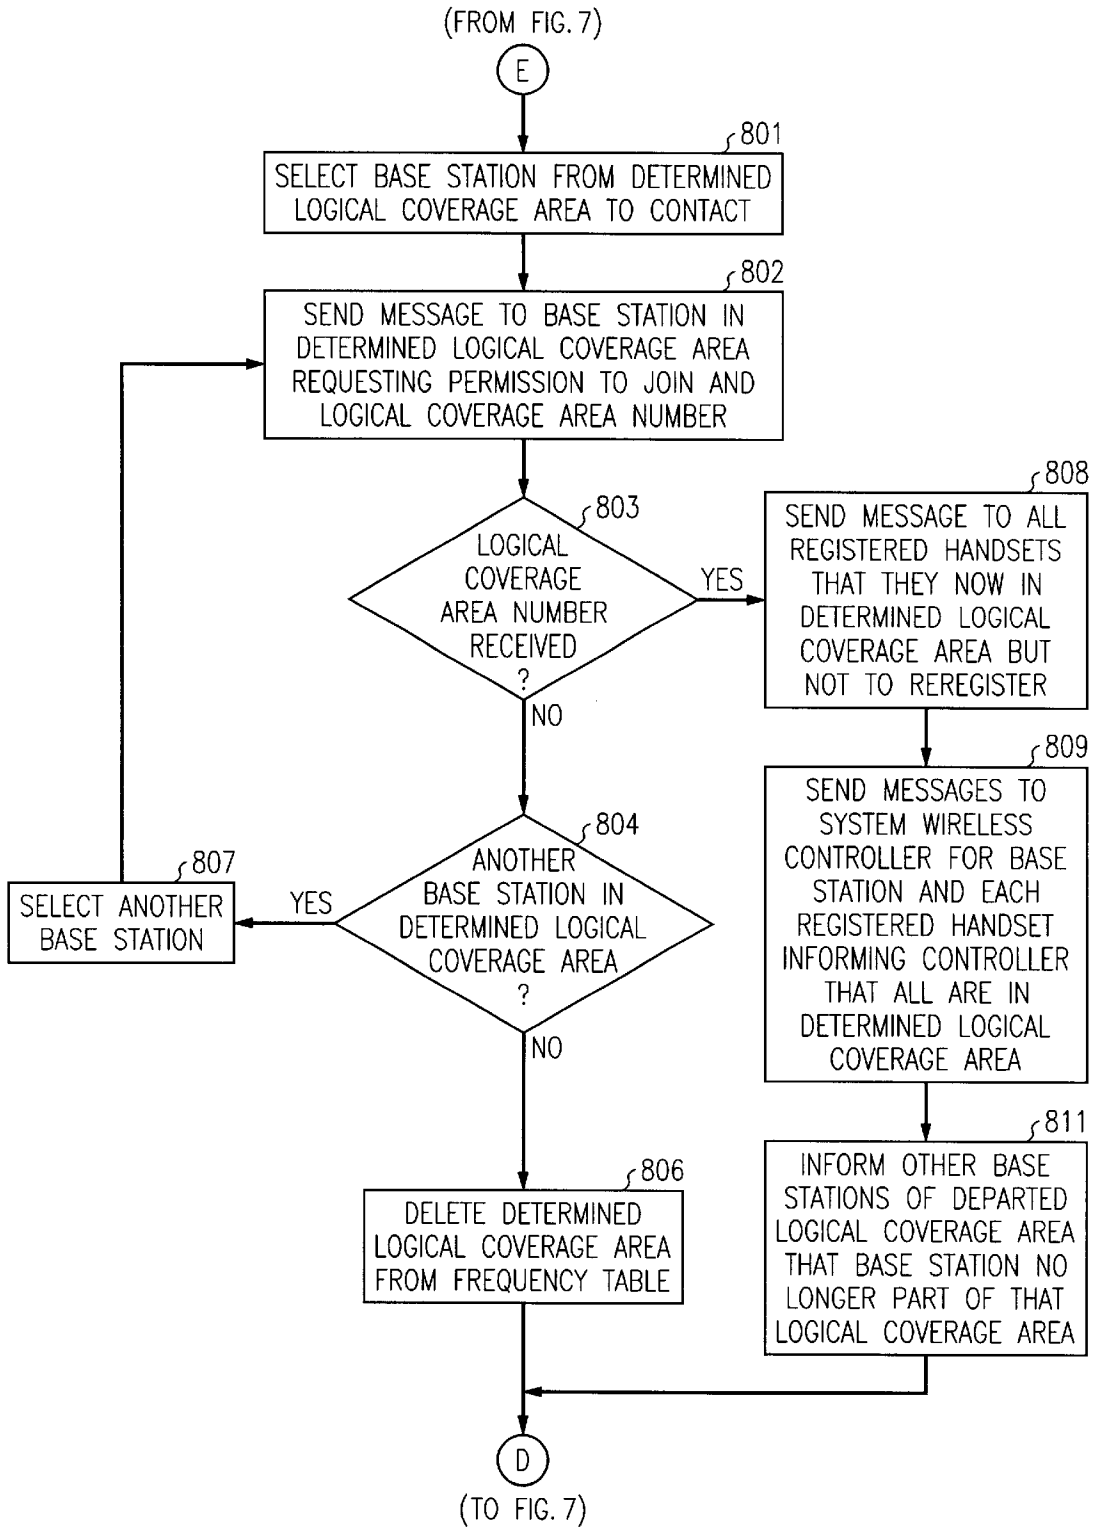 (FROM FIG. 7)
E
801
SELECT BASE STATION FROM DETERMINED
LOGICAL COVERAGE AREA TO CONTACT
802
SEND MESSAGE TO BASE STATION IN
DETERMINED LOGICAL COVERAGE AREA
REQUESTING PERMISSION TO JOIN AND
LOGICAL COVERAGE AREA NUMBER
803
LOGICAL
COVERAGE
AREA NUMBER
RECEIVED
?
YES
NO
808
SEND MESSAGE TO ALL
REGISTERED HANDSETS
THAT THEY NOW IN
DETERMINED LOGICAL
COVERAGE AREA BUT
NOT TO REREGISTER
809
SEND MESSAGES TO
SYSTEM WIRELESS
CONTROLLER FOR BASE
STATION AND EACH
REGISTERED HANDSET
INFORMING CONTROLLER
THAT ALL ARE IN
DETERMINED LOGICAL
COVERAGE AREA
804
ANOTHER
BASE STATION IN
DETERMINED LOGICAL
COVERAGE AREA
?
YES
NO
807
SELECT ANOTHER
BASE STATION
806
DELETE DETERMINED
LOGICAL COVERAGE AREA
FROM FREQUENCY TABLE
811
INFORM OTHER BASE
STATIONS OF DEPARTED
LOGICAL COVERAGE AREA
THAT BASE STATION NO
LONGER PART OF THAT
LOGICAL COVERAGE AREA
D
(TO FIG. 7)